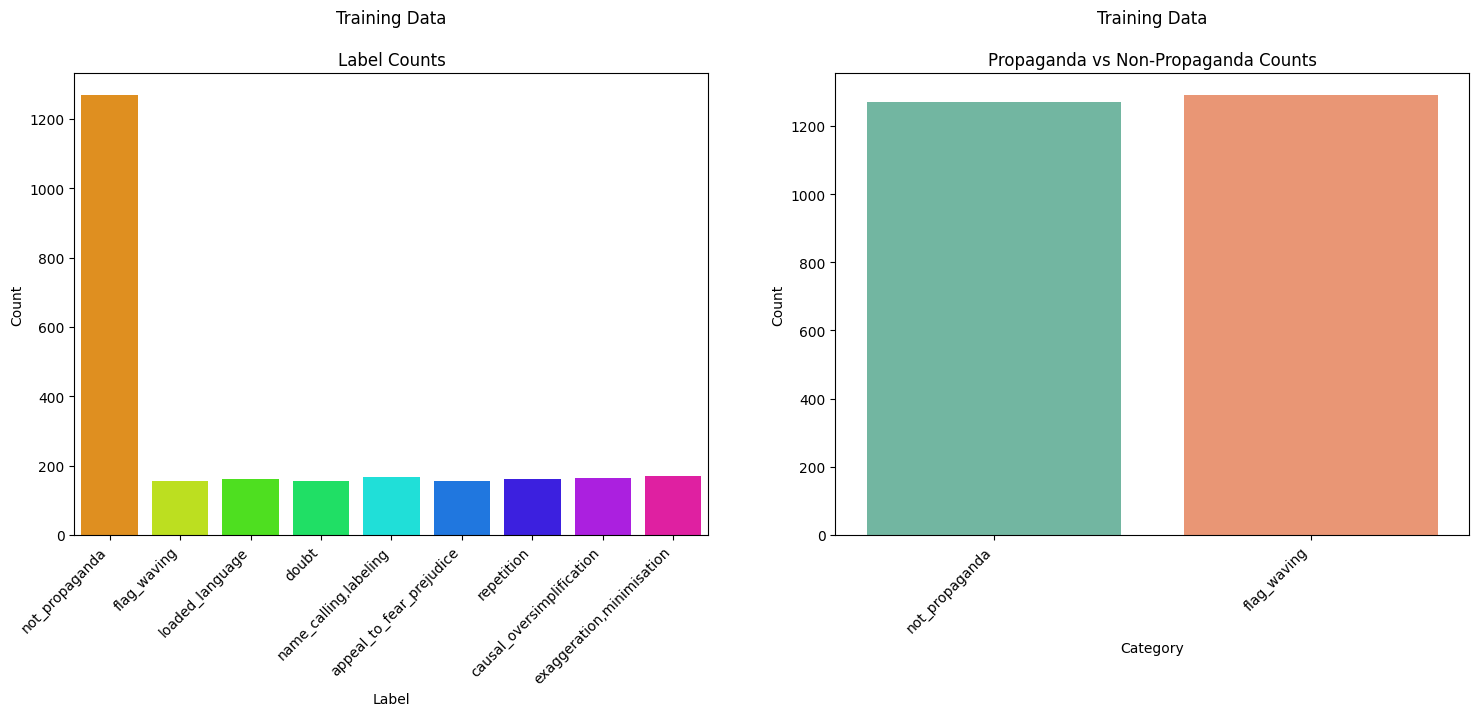 Training Data
Label Counts
Count
1200
1000
800
600
400
200
0
not_propaganda
flag_waving
loaded_language
doubt
name_calling,labeling
appeal_to_fear_prejudice
repetition
causal_oversimplification
exaggeration,minimisation
Label
Training Data
Propaganda vs Non-Propaganda Counts
Count
1200
1000
800
600
400
200
0
not_propaganda
flag_waving
Category